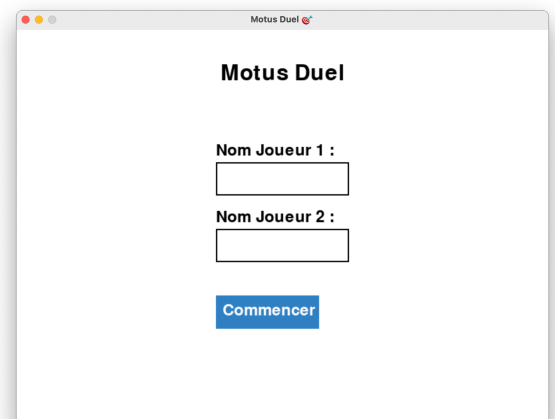 Motus Duel 🎯
Motus Duel
Nom Joueur 1 :
Nom Joueur 2 :
Commencer